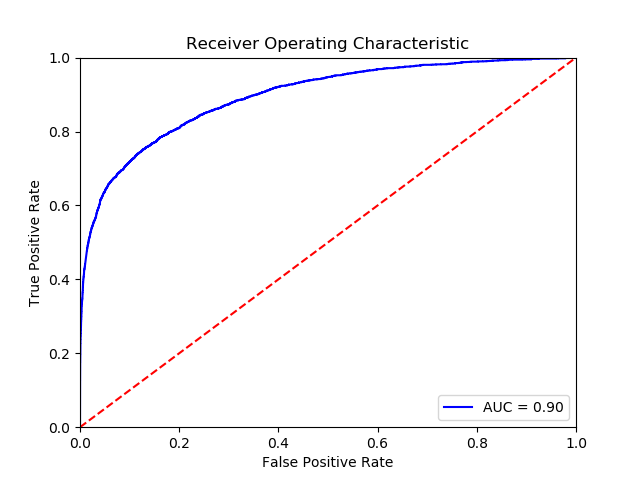 Receiver Operating Characteristic
1.0
0.8
0.6
0.4
0.2
0.0
True Positive Rate
AUC = 0.90
0.0 0.2 0.4 0.6 0.8 1.0
False Positive Rate